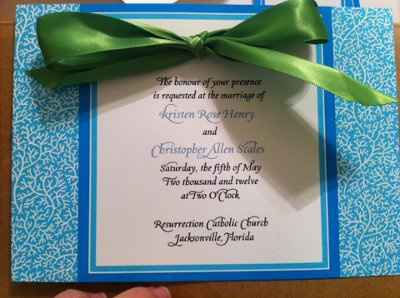 The honour of your presence
is requested at the marriage of
Kristen Rose Henry
and
Christopher Allen Scales
Saturday, the fifth of May
Two thousand and twelve
at Two O'Clock
Resurrection Catholic Church
Jacksonville, Florida